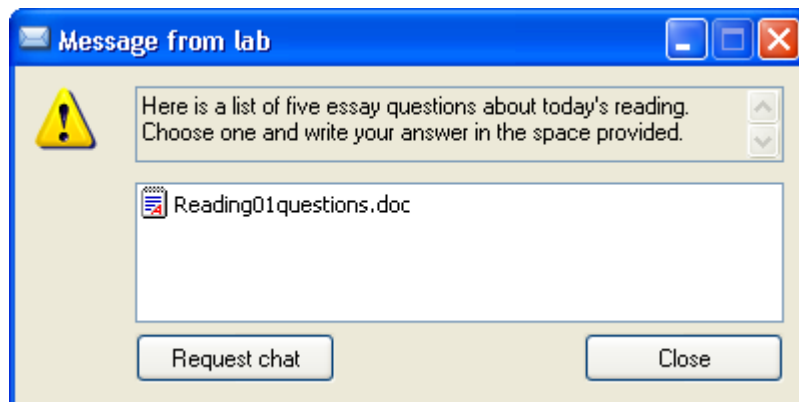 Message from lab
Here is a list of five essay questions about today's reading.
Choose one and write your answer in the space provided.
Reading01questions.doc
Request chat
Close